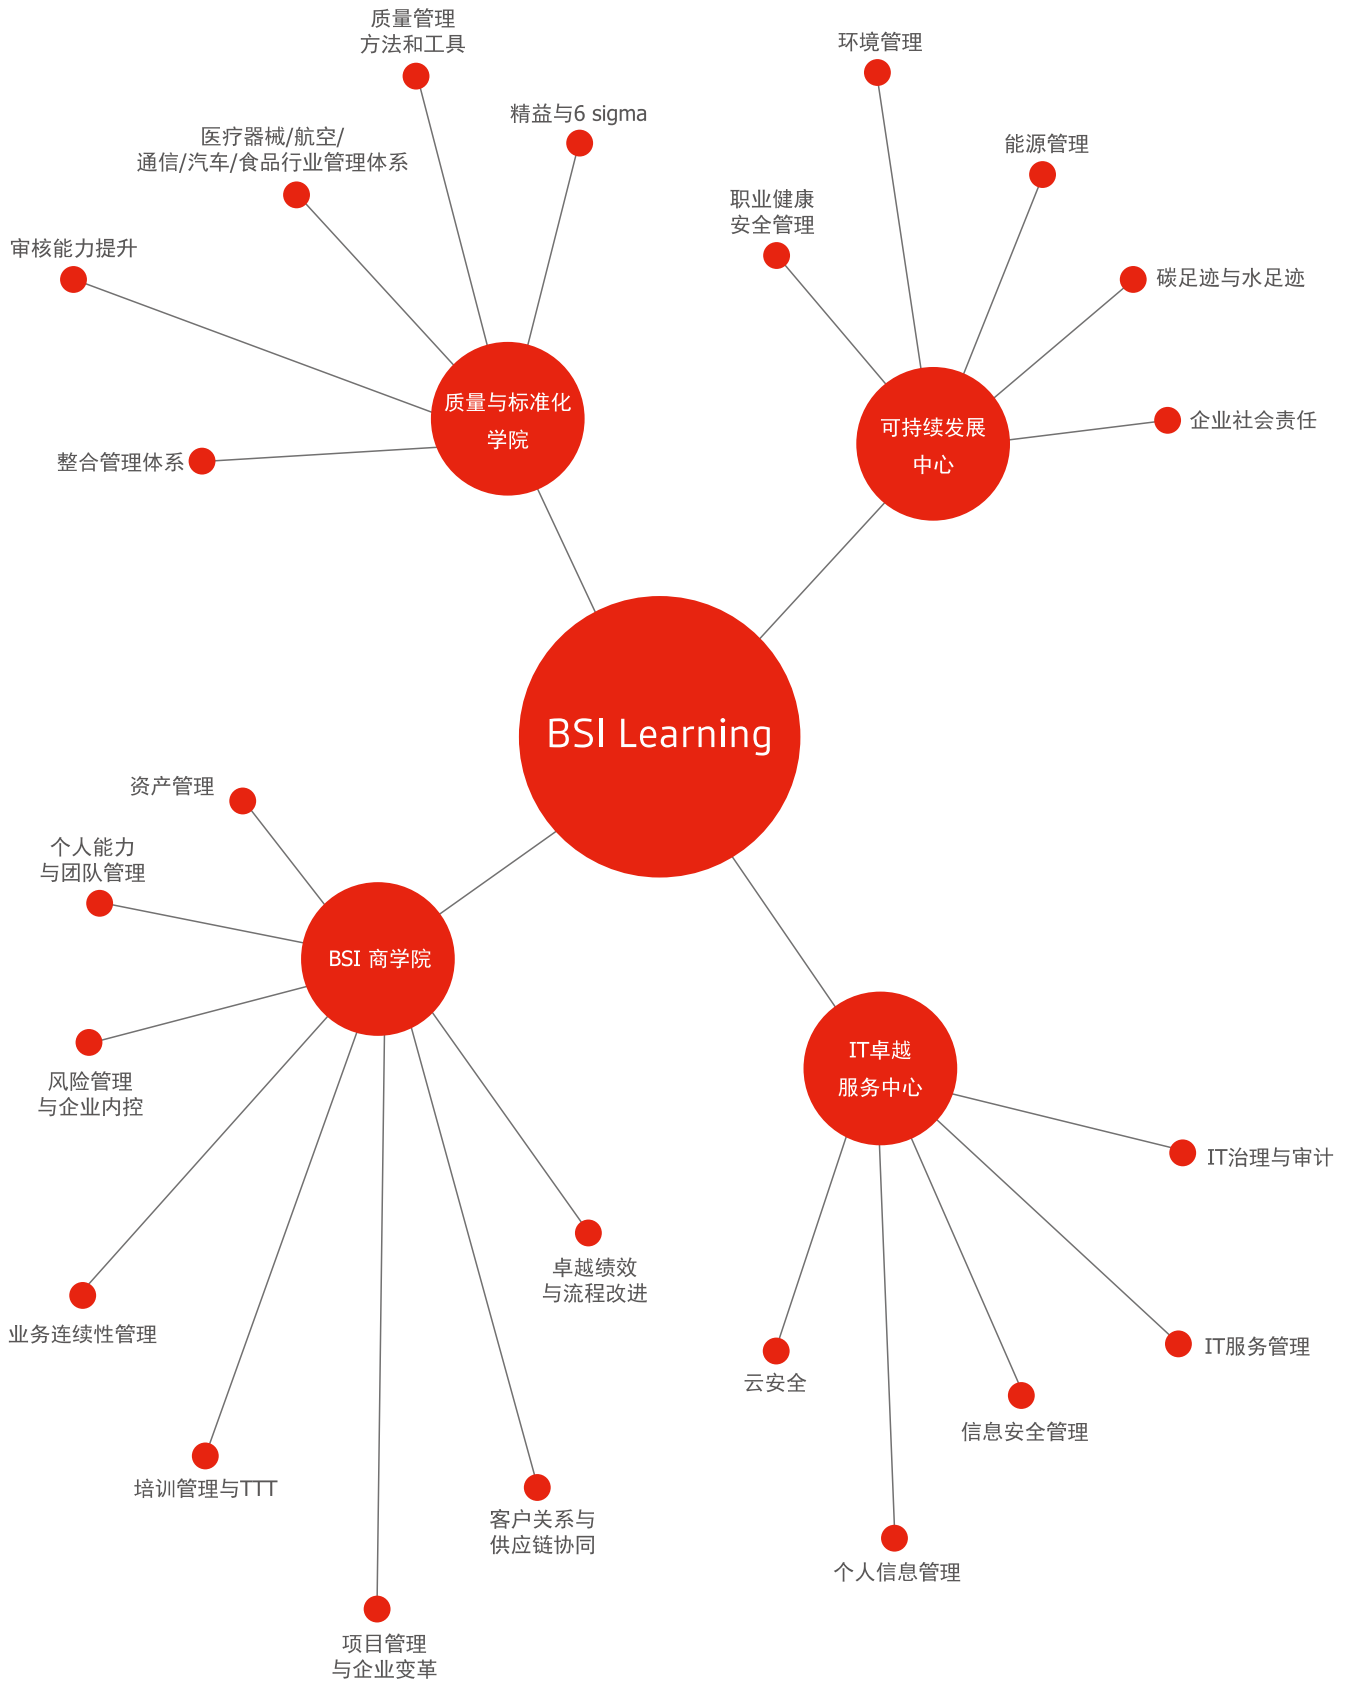 质量管理
方法和工具
精益与6 sigma
医疗器械/航空/
通信/汽车/食品行业管理体系
审核能力提升
整合管理体系
质量与标准化
学院
环境管理
能源管理
职业健康
安全管理
碳足迹与水足迹
企业社会责任
可持续发展
中心
BSI Learning
资产管理
个人能力
与团队管理
BSI 商学院
风险管理
与企业内控
业务连续性管理
培训管理与TTT
项目管理
与企业变革
客户关系与
供应链协同
卓越绩效
与流程改进
IT卓越
服务中心
IT治理与审计
IT服务管理
信息安全管理
个人信息管理
云安全